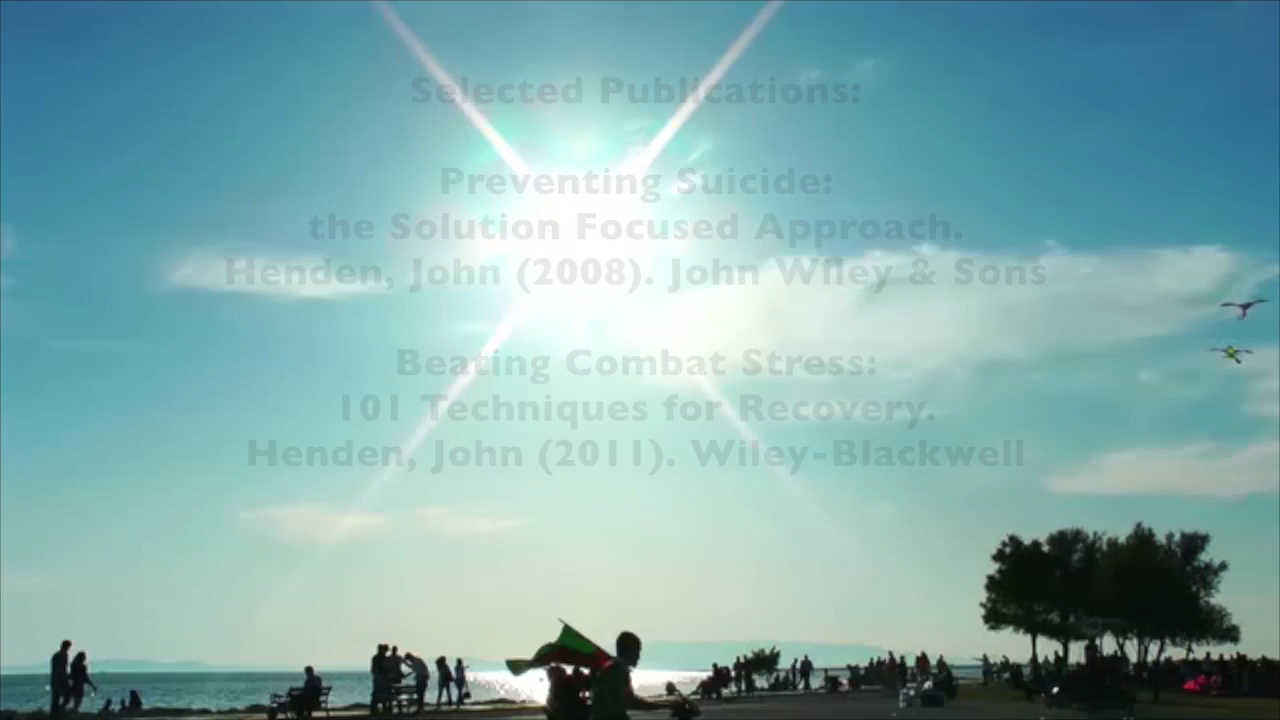 Selected Publications:
Preventing Suicide:
the Solution Focused Approach.
Henden, John (2008). John Wiley & Sons
Beating Combat Stress:
101 Techniques for Recovery.
Henden, John (2011). Wiley-Blackwell